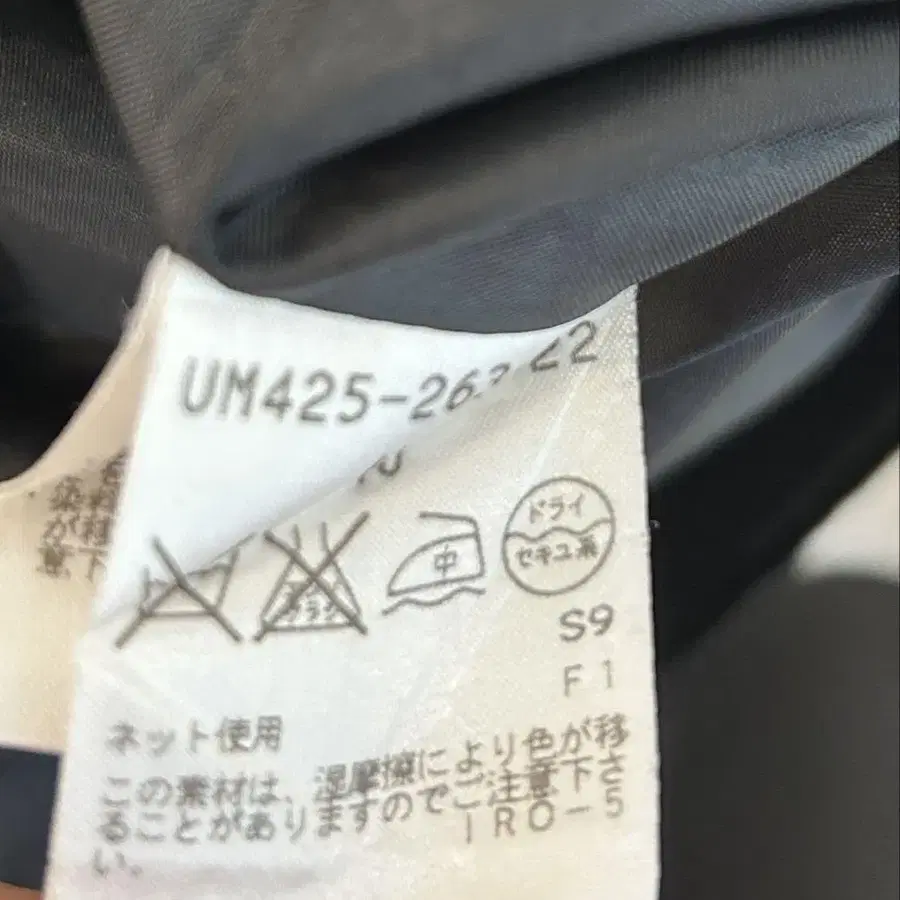 UM425-26
22
中
ドライ
セキユ系
S9
F1
ネット使用
この素材は、湿摩擦により色が移
ることがありますのでご注意下さ
い。
IRO-5